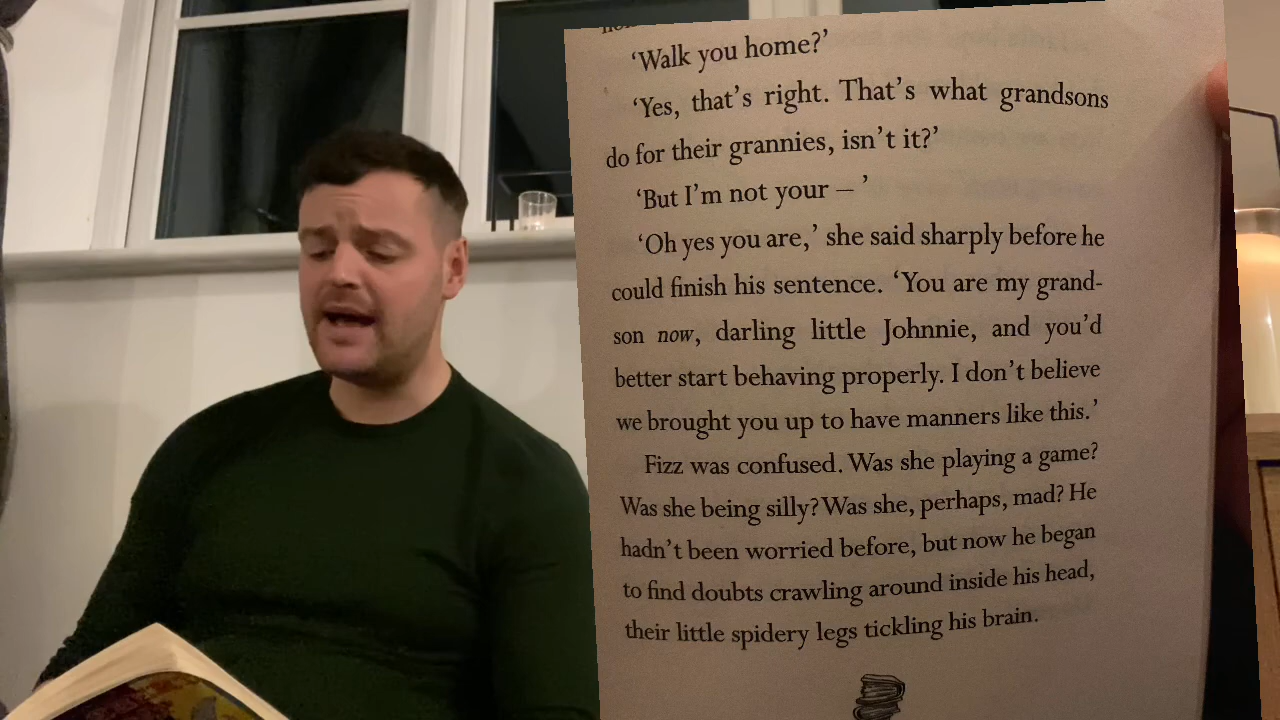 ‘Walk you home?’
‘Yes, that’s right. That’s what grandsons
do for their grannies, isn’t it?’
‘But I’m not your – ’
‘Oh yes you are,’ she said sharply before he
could finish his sentence. ‘You are my grand-
son now, darling little Johnnie, and you’d
better start behaving properly. I don’t believe
we brought you up to have manners like this.’
Fizz was confused. Was she playing a game?
Was she being silly? Was she, perhaps, mad? He
hadn’t been worried before, but now he began
to find doubts crawling around inside his head,
their little spidery legs tickling his brain.